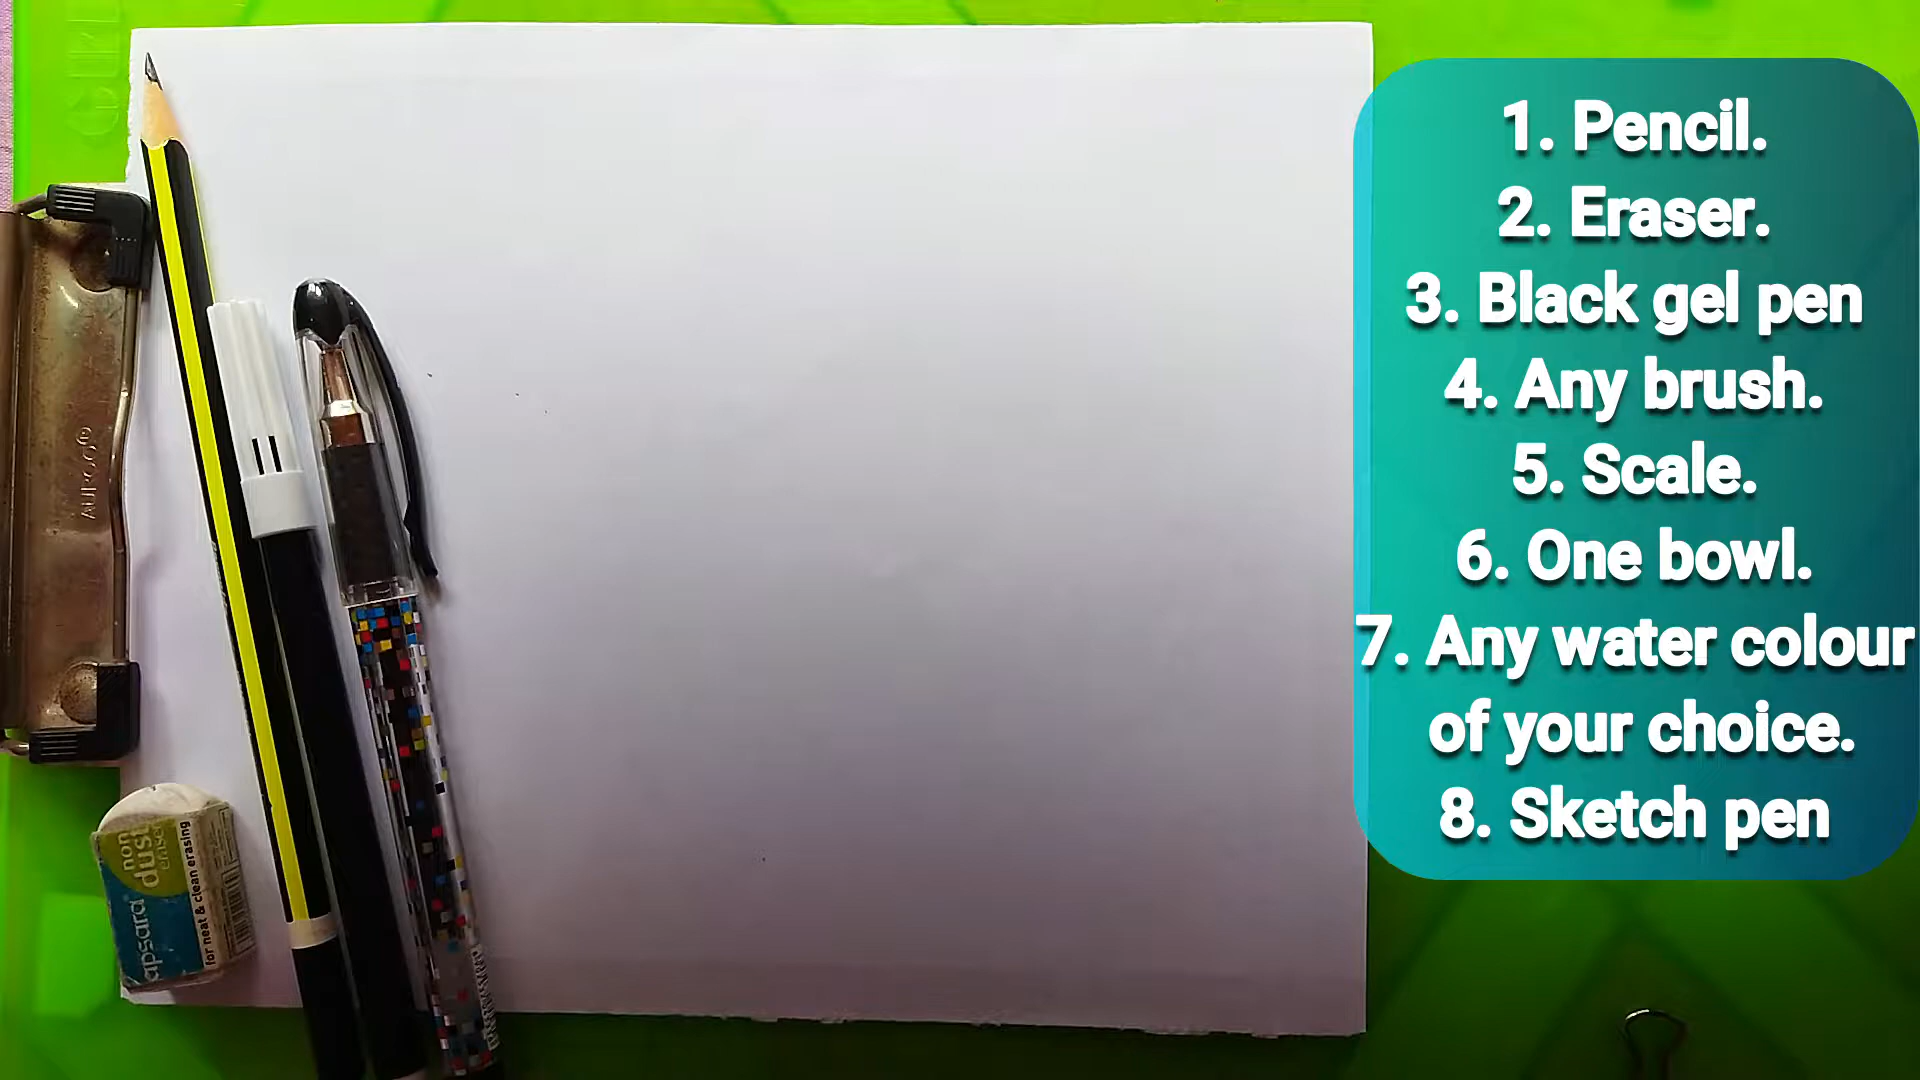 1. Pencil.
2. Eraser.
3. Black gel pen
4. Any brush.
5. Scale.
6. One bowl.
7. Any water colour
of your choice.
8. Sketch pen
apsara
non
dust
eraser
for neat & clean erasing